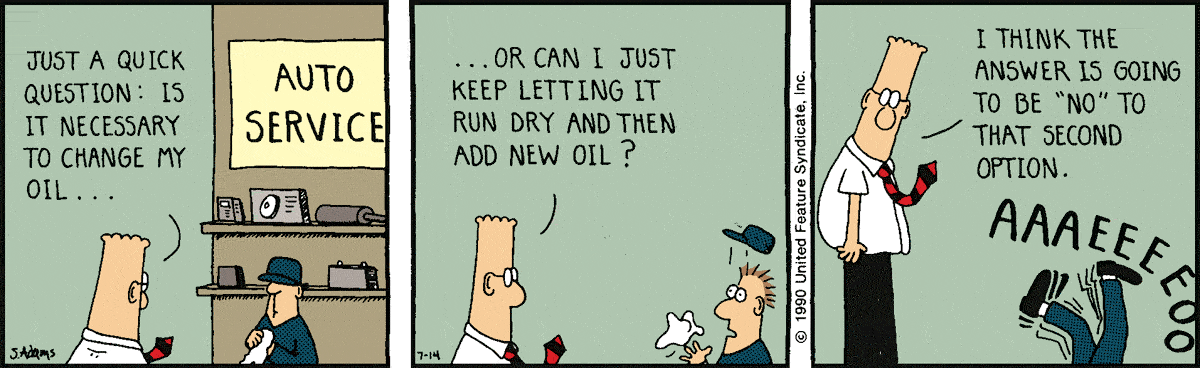 JUST A QUICK
QUESTION: IS
IT NECESSARY
TO CHANGE MY
OIL...
AUTO
SERVICE
S.Adams
...OR CAN I JUST
KEEP LETTING IT
RUN DRY AND THEN
ADD NEW OIL?
7-14
© 1990 United Feature Syndicate, Inc.
I THINK THE
ANSWER IS GOING
TO BE "NO" TO
THAT SECOND
OPTION.
AAAEEEEOOO